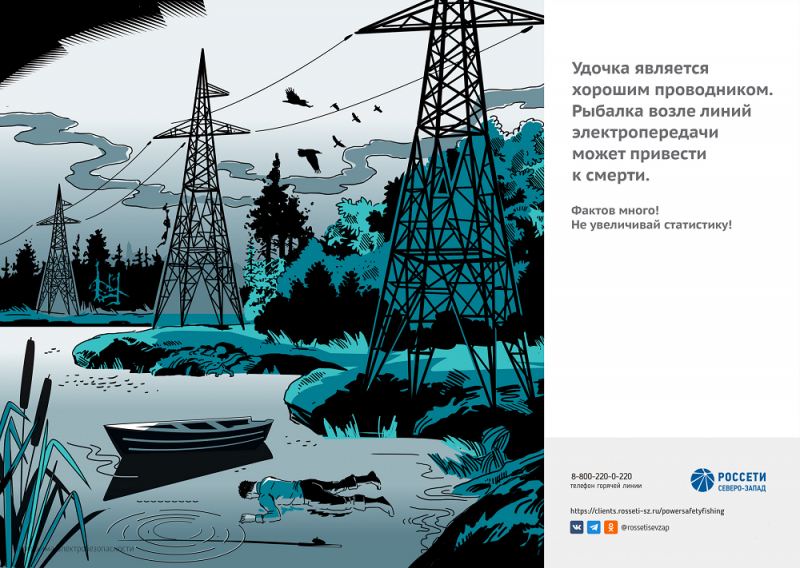 Удочка является
хорошим проводником.
Рыбалка возле линий
электропередачи
может привести
к смерти.
Фактов много!
Не увеличивай статистику!
8-800-220-0-220
телефон горячей линии
РОССЕТИ
СЕВЕРО-ЗАПАД
https://clients.rosseti-sz.ru/powersafetyfishing
@rossetisevzap
электробезопасности